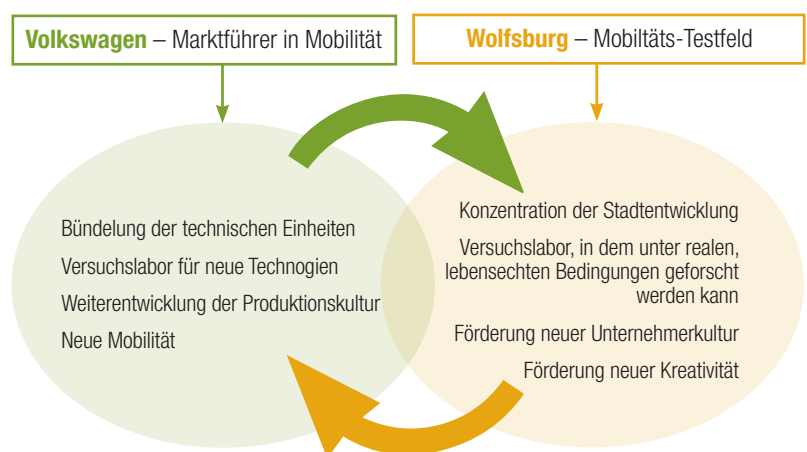 Volkswagen – Marktführer in Mobilität
Wolfsburg – Mobiltäts-Testfeld
Bündelung der technischen Einheiten
Versuchslabor für neue Technogien
Weiterentwicklung der Produktionskultur
Neue Mobilität
Konzentration der Stadtentwicklung
Versuchslabor, in dem unter realen,
lebensechten Bedingungen geforscht
werden kann
Förderung neuer Unternehmerkultur
Förderung neuer Kreativität